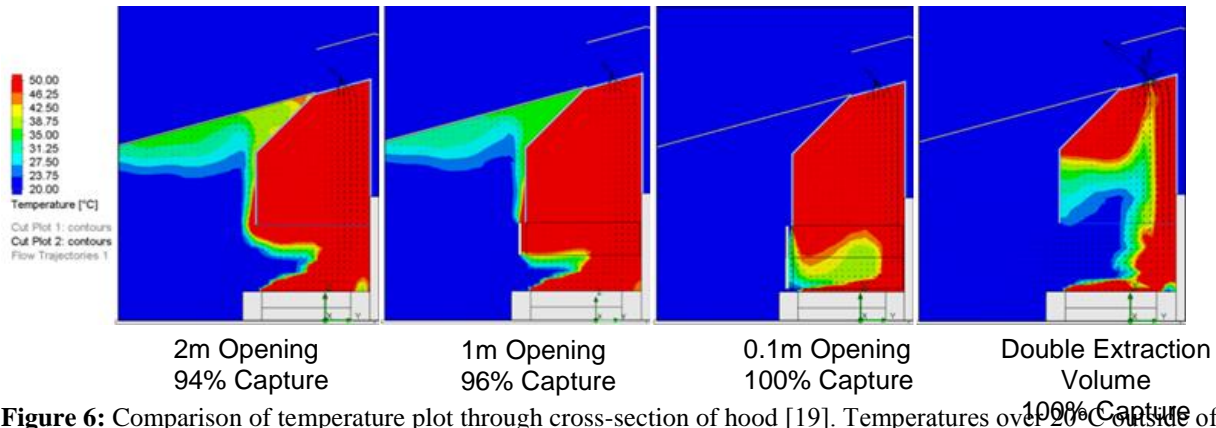 50.00
46.25
42.50
38.75
35.00
31.25
27.50
23.75
20.00
Temperature [°C]
Cut Plot 1: contours
Cut Plot 2: contours
Flow Trajectories 1
2m Opening
94% Capture
1m Opening
96% Capture
0.1m Opening
100% Capture
Double Extraction
Volume
100% Capture
Figure 6: Comparison of temperature plot through cross-section of hood [19]. Temperatures over 20°C outside of